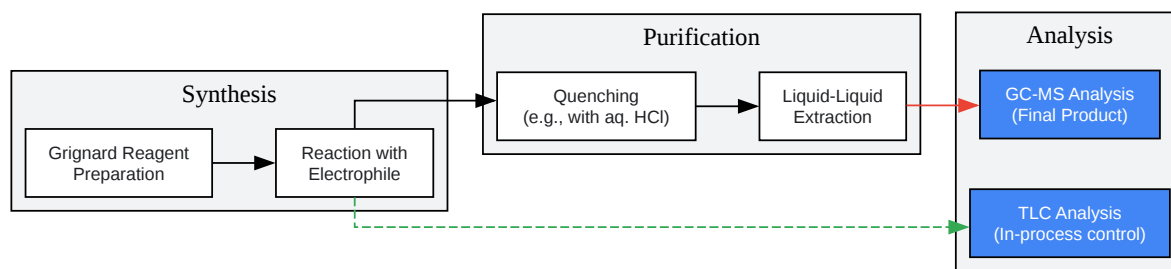 Synthesis
Grignard Reagent
Preparation
Reaction with
Electrophile
Purification
Quenching
(e.g., with aq. HCl)
Liquid-Liquid
Extraction
Analysis
GC-MS Analysis
(Final Product)
TLC Analysis
(In-process control)